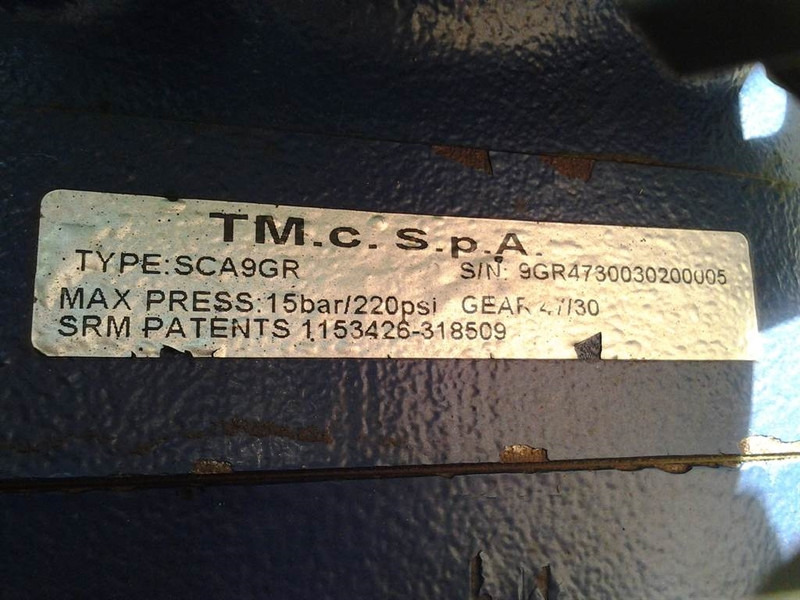 TM.c. S.p.A.
TYPE:SCA9GR S/N: 9GR4730030200005
MAX PRESS:15bar/220psi GEAR 47/30
SRM PATENTS 1153426-318509